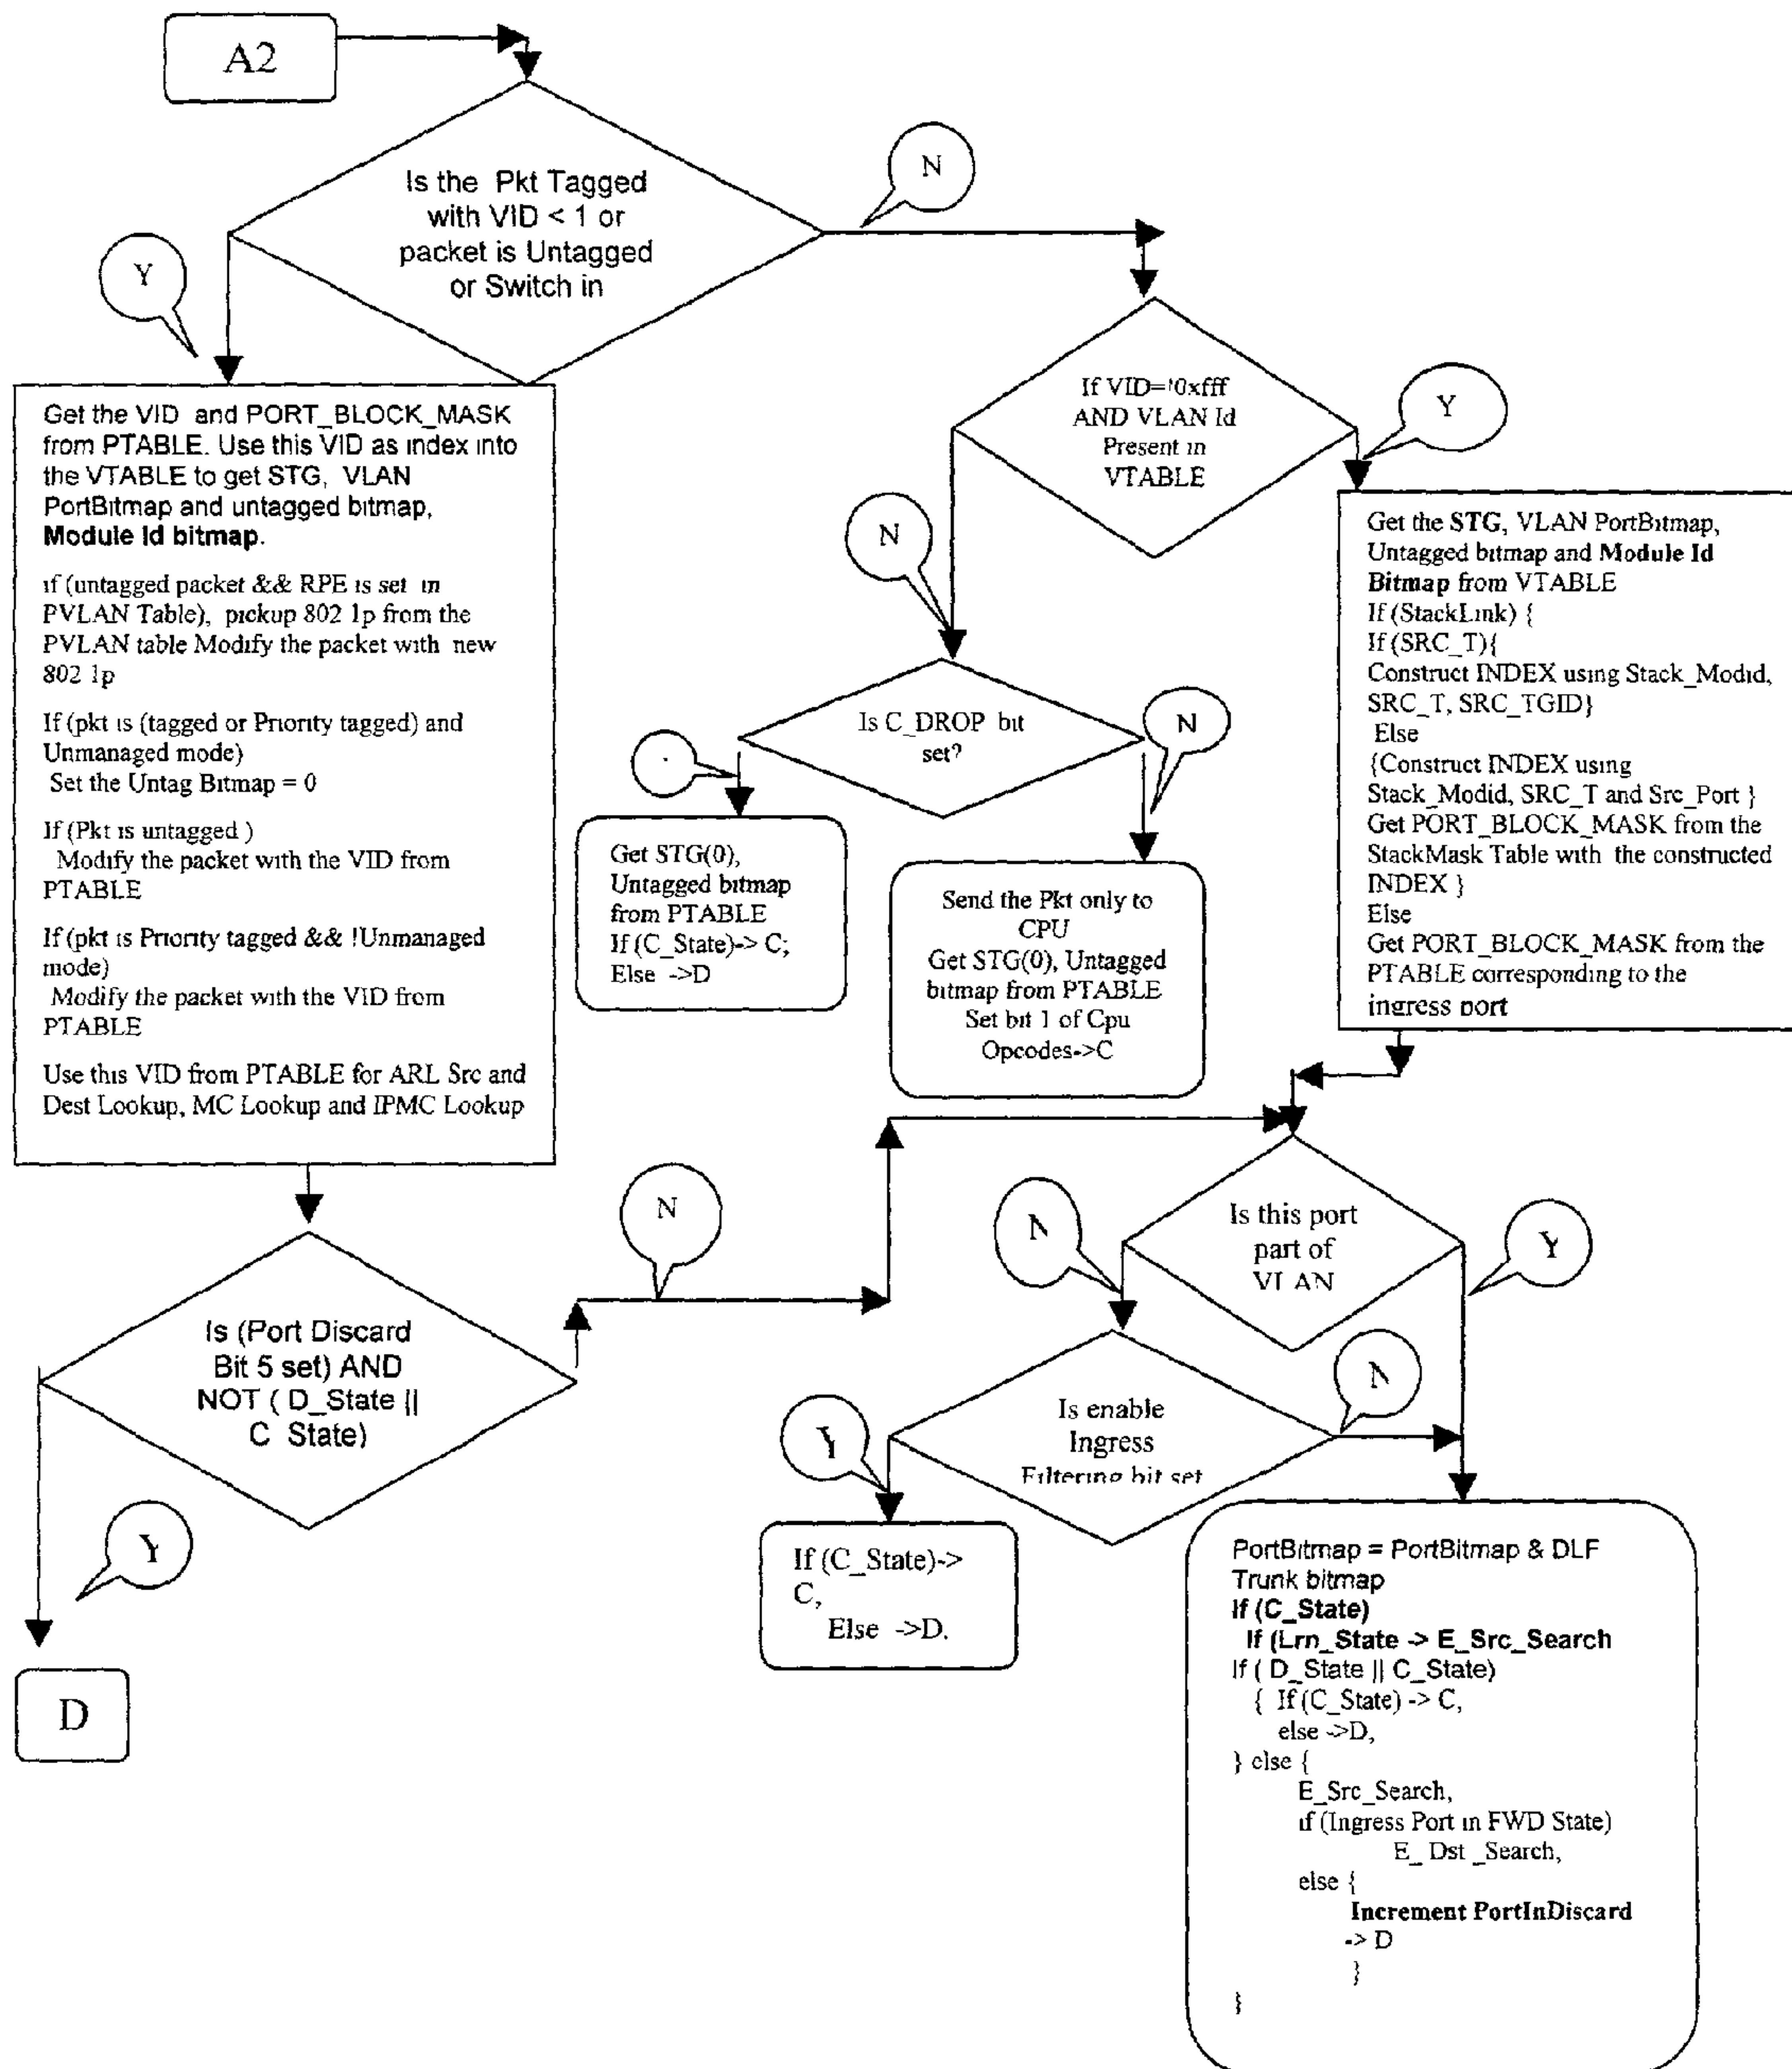 A2
Is the Pkt Tagged
with VID < 1 or
packet is Untagged
or Switch in
N
Y
Get the VID and PORT_BLOCK_MASK
from PTABLE. Use this VID as index into
the VTABLE to get STG, VLAN
PortBitmap and untagged bitmap,
Module Id bitmap.
if (untagged packet && RPE is set in
PVLAN Table), pickup 802 1p from the
PVLAN table Modify the packet with new
802 1p
If (pkt is (tagged or Priority tagged) and
Unmanaged mode)
Set the Untag Bitmap = 0
If (Pkt is untagged )
Modify the packet with the VID from
PTABLE
If (pkt is Priority tagged && !Unmanaged
mode)
Modify the packet with the VID from
PTABLE
Use this VID from PTABLE for ARL Src and
Dest Lookup, MC Lookup and IPMC Lookup
If VID=!0xfff
AND VLAN Id
Present in
VTABLE
Y
N
Get the STG, VLAN PortBitmap,
Untagged bitmap and Module Id
Bitmap from VTABLE
If (StackLink) {
If (SRC_T){
Construct INDEX using Stack_Modid,
SRC_T, SRC_TGID}
Else
{Construct INDEX using
Stack_Modid, SRC_T and Src_Port }
Get PORT_BLOCK_MASK from the
StackMask Table with the constructed
INDEX }
Else
Get PORT_BLOCK_MASK from the
PTABLE corresponding to the
ingress port
Is C_DROP bit
set?
N
Get STG(0),
Untagged bitmap
from PTABLE
If (C_State)-> C;
Else ->D
Send the Pkt only to
CPU
Get STG(0), Untagged
bitmap from PTABLE
Set bit 1 of Cpu
Opcodes->C
Is (Port Discard
Bit 5 set) AND
NOT ( D_State ||
C State)
N
Y
D
Is this port
part of
VLAN
N
Y
Is enable
Ingress
Filtering bit set
N
Y
If (C_State)->
C,
Else ->D.
PortBitmap = PortBitmap & DLF
Trunk bitmap
If (C_State)
If (Lrn_State -> E_Src_Search
If ( D_State || C_State)
{ If (C_State) -> C,
else ->D,
} else {
E_Src_Search,
if (Ingress Port in FWD State)
E_ Dst _Search,
else {
Increment PortInDiscard
-> D
}
}